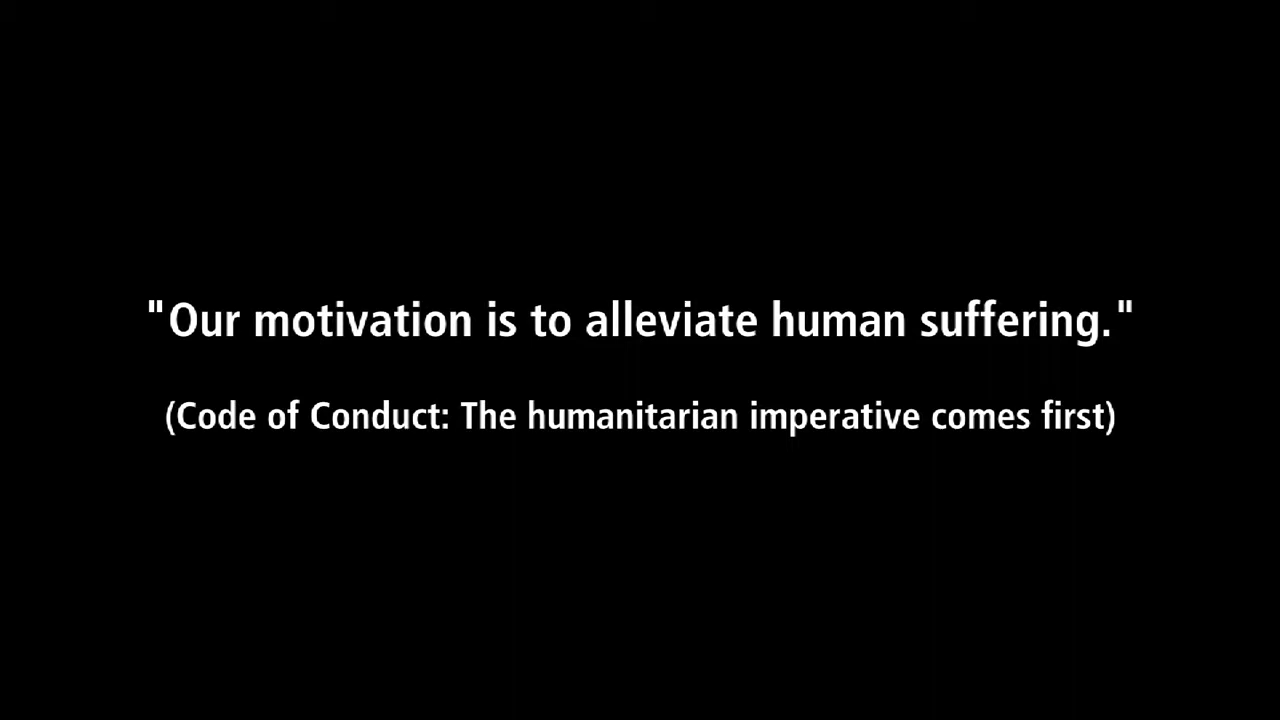 "Our motivation is to alleviate human suffering."
(Code of Conduct: The humanitarian imperative comes first)